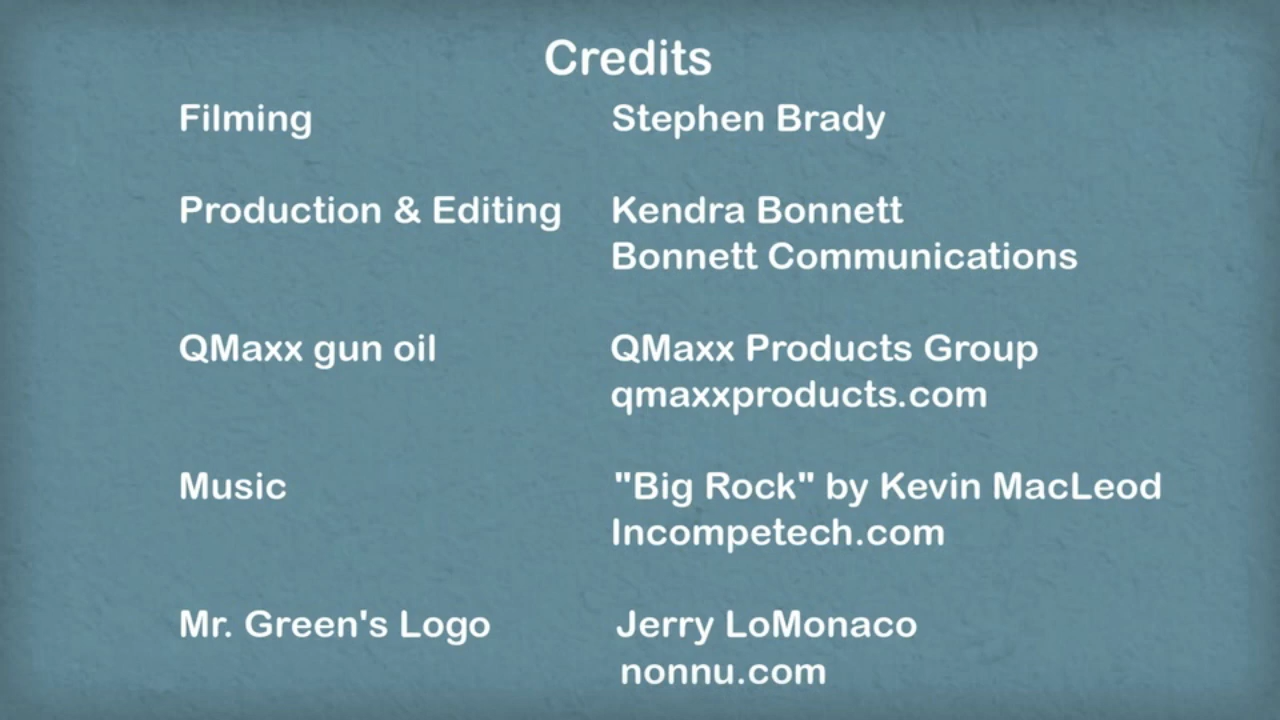 Credits
Filming Stephen Brady
Production & Editing Kendra Bonnett
Bonnett Communications
QMaxx gun oil QMaxx Products Group
qmaxxproducts.com
Music "Big Rock" by Kevin MacLeod
Incompetech.com
Mr. Green's Logo Jerry LoMonaco
nonnu.com